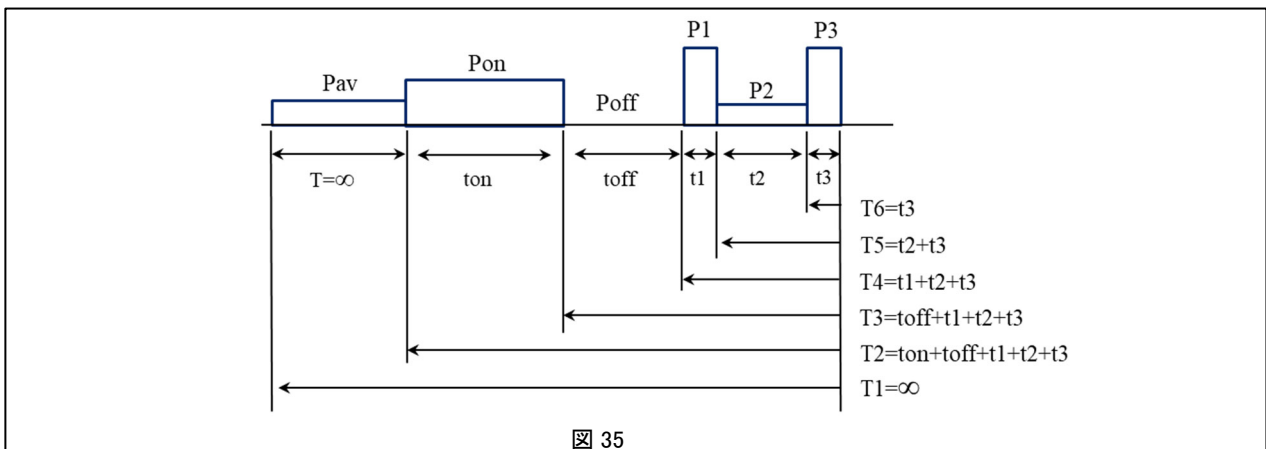 P1 P3
Pon
Pav Poff P2
T=∞ ton toff t1 t2 t3
T6=t3
T5=t2+t3
T4=t1+t2+t3
T3=toff+t1+t2+t3
T2=ton+toff+t1+t2+t3
T1=∞
図 35